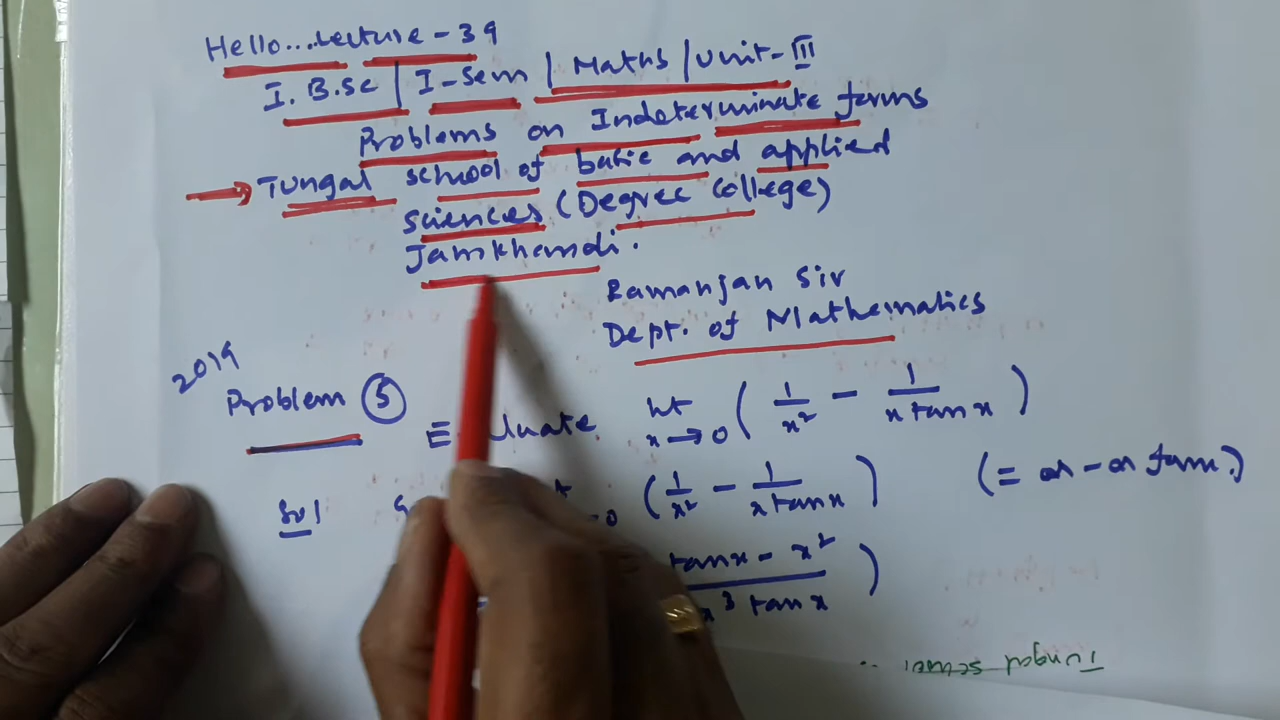 Hello...Lecture - 39
I. B.Sc | I-Sem | Maths | Unit-III
Problems on Indeterminate forms
→ Tungal school of basic and applied
sciences (Degree College)
Jamkhandi.
Ramanjan Sir
Dept. of Mathematics
2019
Problem 5 Evaluate lt x→0 (1/x² - 1/(x tan x))
Sol (1/x² - 1/(x tan x)) (= ∞ - ∞ form.)
tan x - x² / x³ tan x )
Tungal school